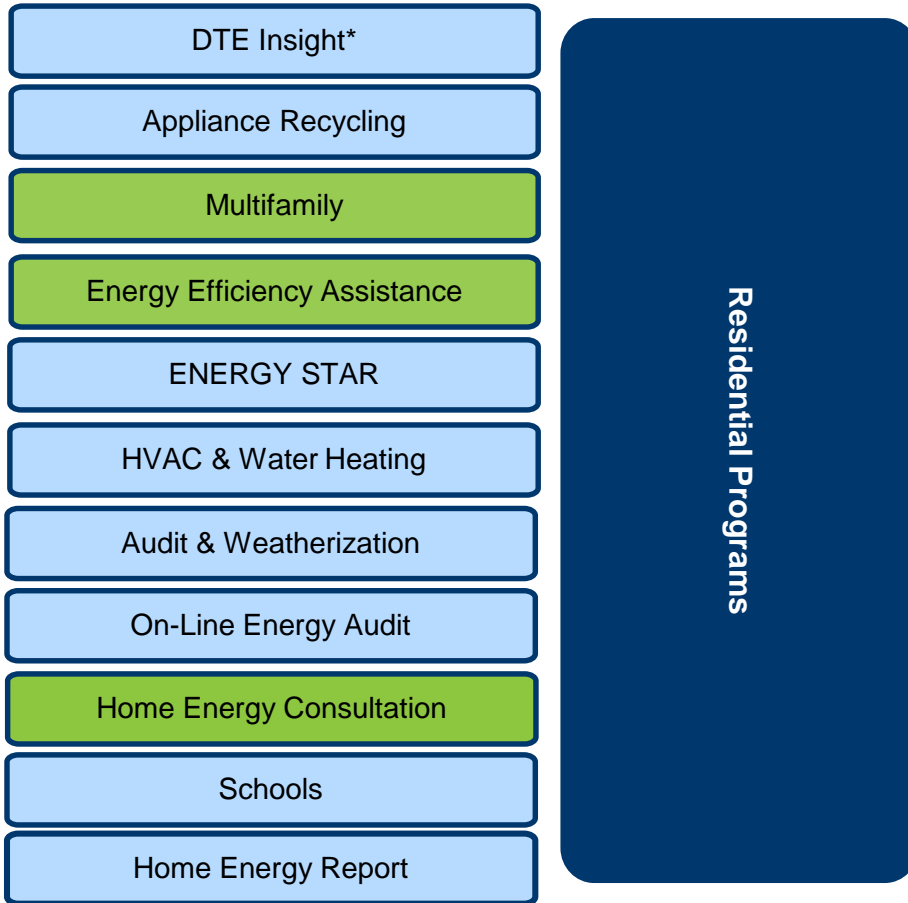 DTE Insight*
Appliance Recycling
Multifamily
Energy Efficiency Assistance
ENERGY STAR
HVAC & Water Heating
Audit & Weatherization
On-Line Energy Audit
Home Energy Consultation
Schools
Home Energy Report
Residential Programs